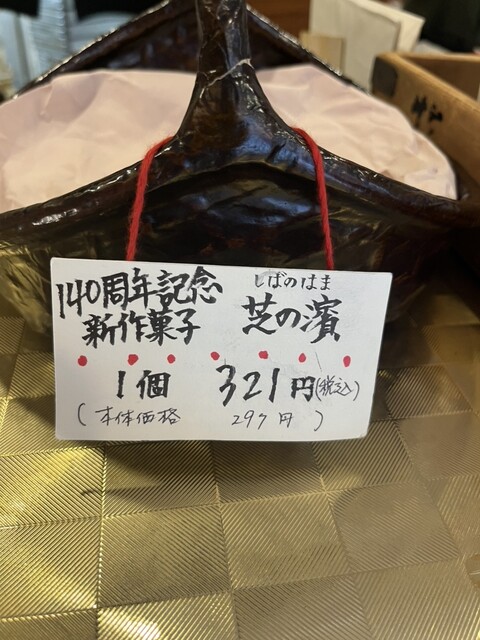 140周年記念
新作菓子
しばのはま
芝の濱
1個 321円(税込)
(本体価格 297円)